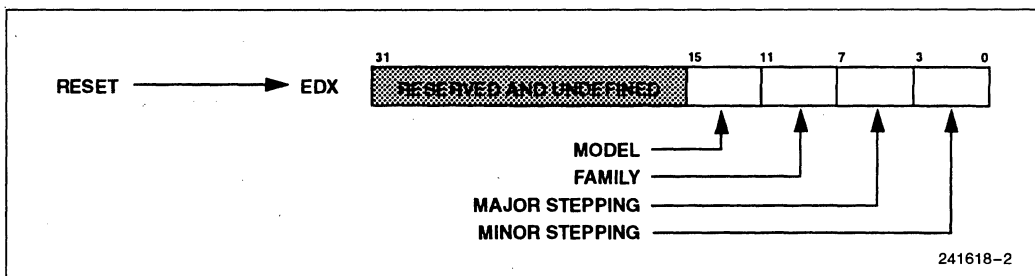 31 15 11 7 3 0
RESET EDX RESERVED AND UNDEFINED
MODEL
FAMILY
MAJOR STEPPING
MINOR STEPPING
241618-2